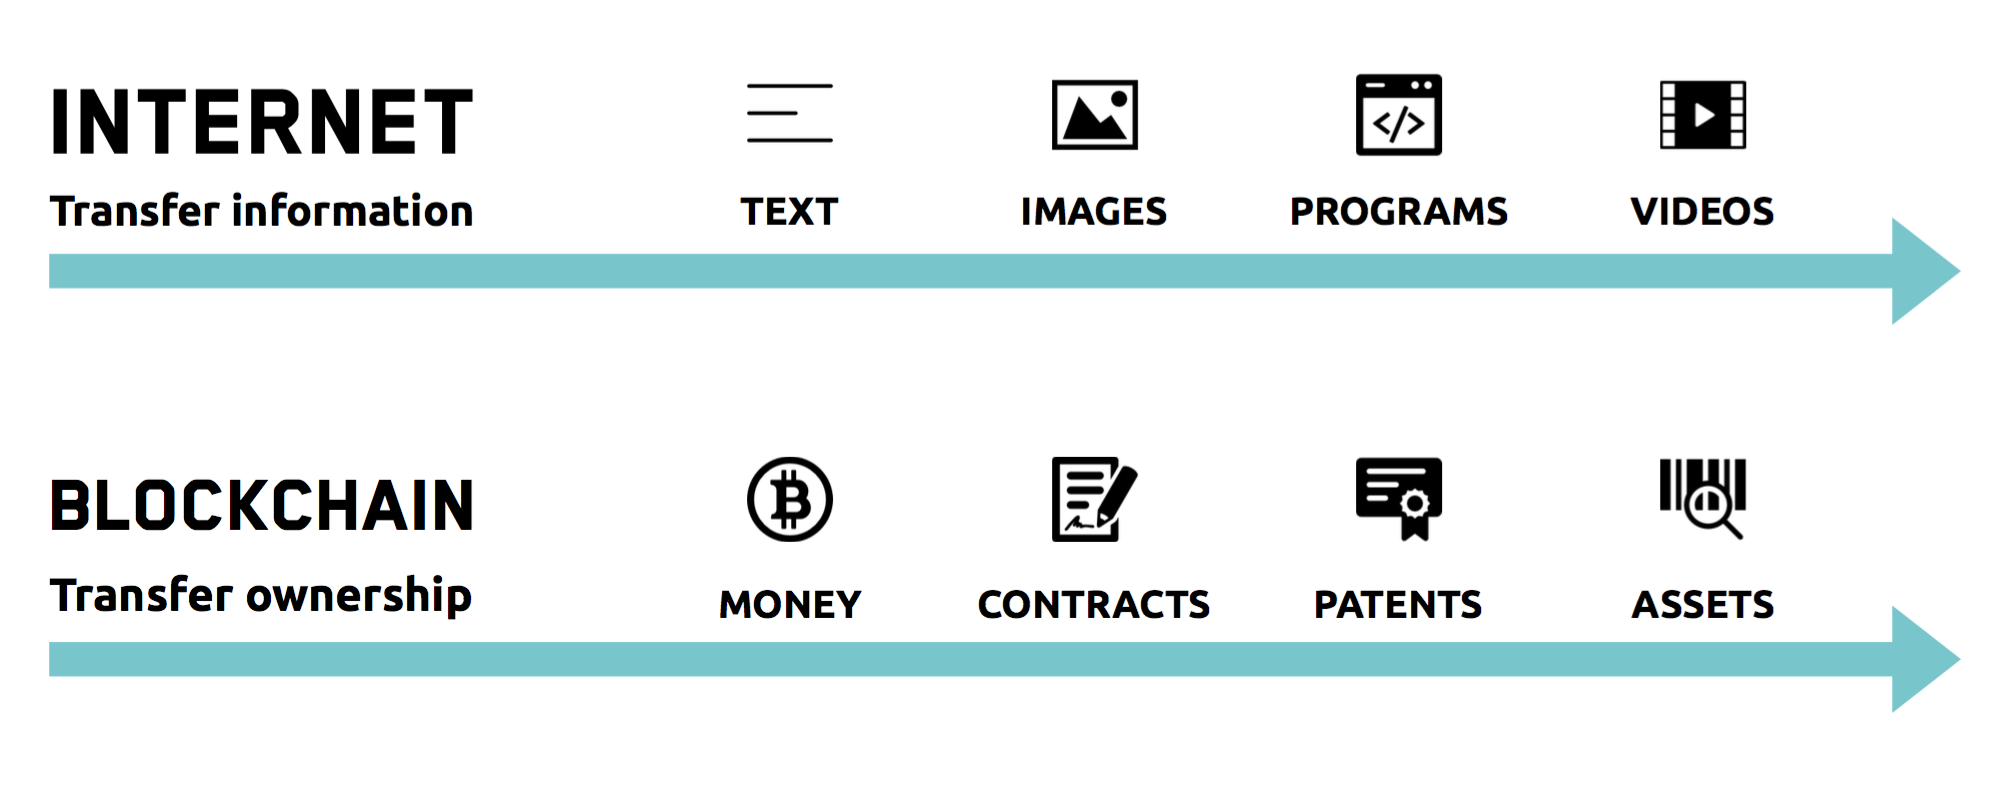 INTERNET
Transfer information
TEXT
IMAGES
PROGRAMS
VIDEOS
BLOCKCHAIN
Transfer ownership
MONEY
CONTRACTS
PATENTS
ASSETS